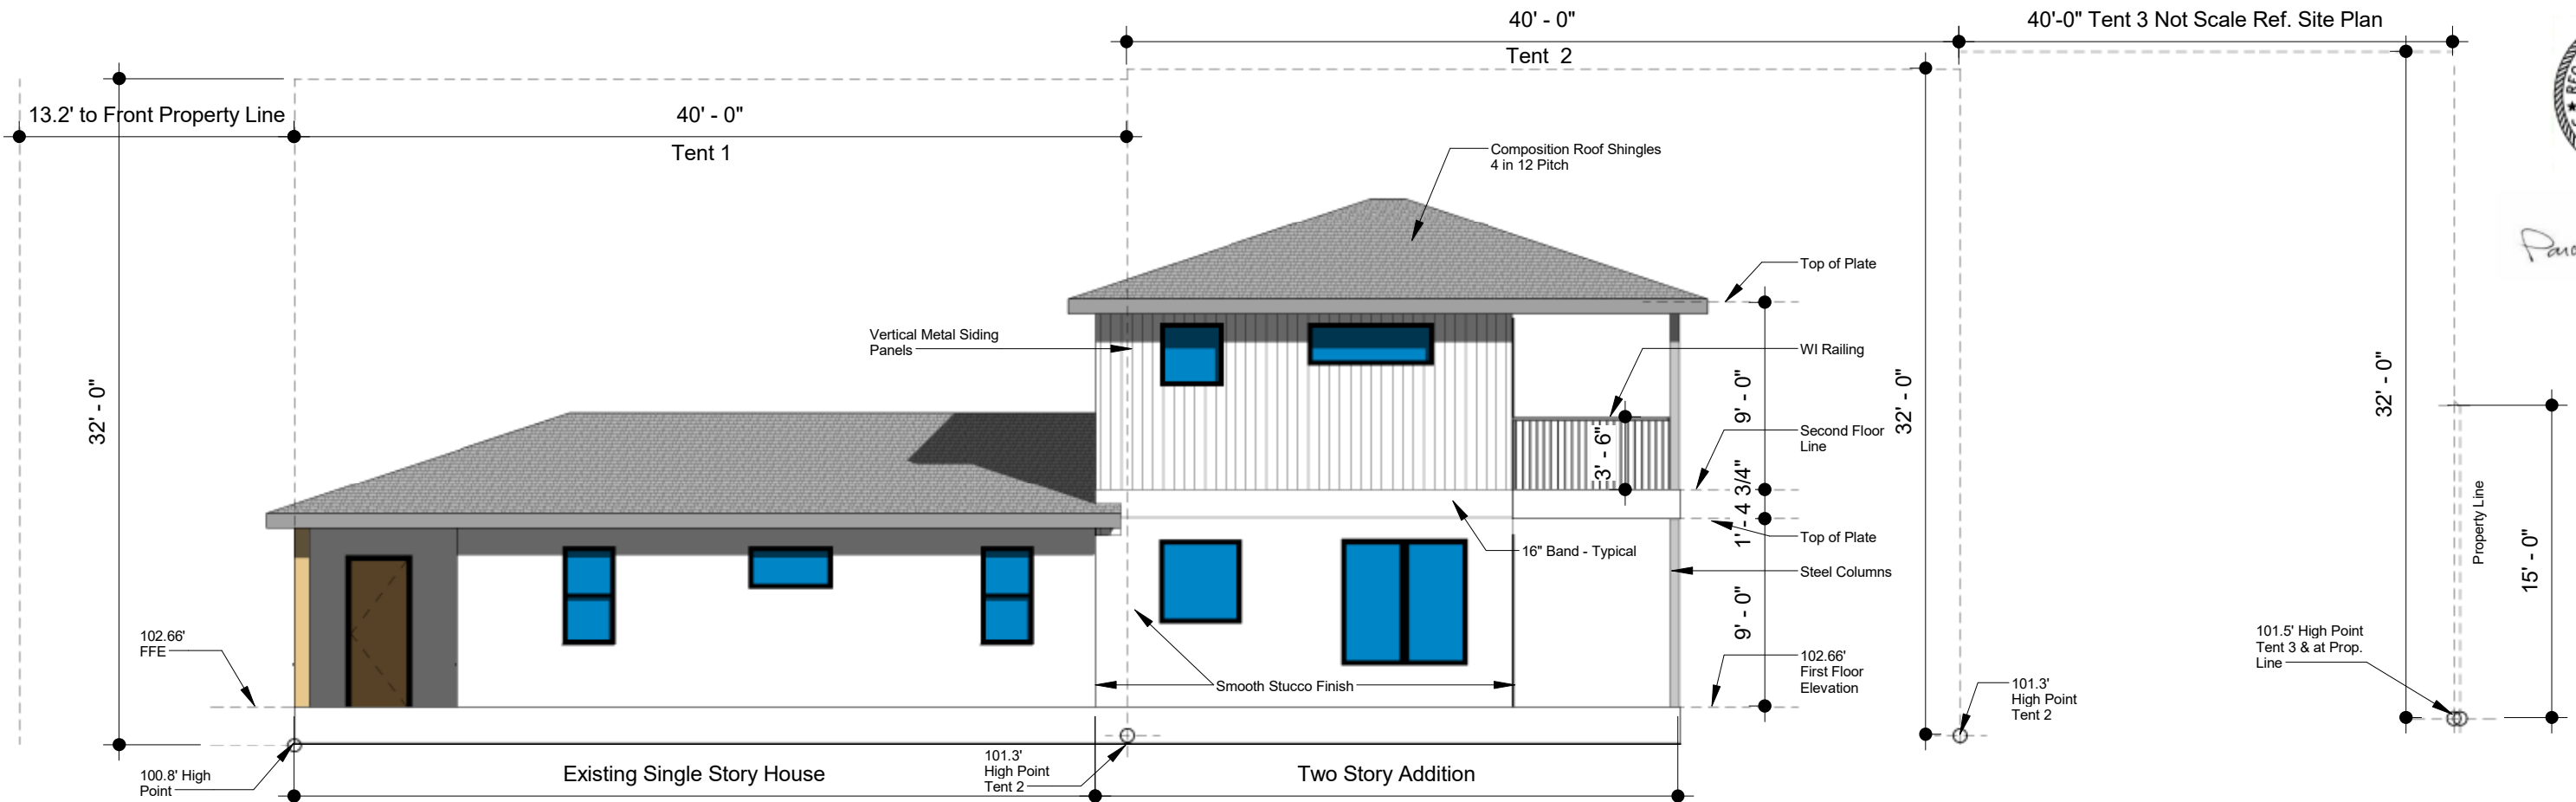 40' - 0"
40'-0" Tent 3 Not Scale Ref. Site Plan
Tent 2
13.2' to Front Property Line
40' - 0"
Tent 1
Composition Roof Shingles
4 in 12 Pitch
Top of Plate
Vertical Metal Siding
Panels
WI Railing
32' - 0"
9' - 0"
32' - 0"
32' - 0"
3' - 6"
Second Floor
Line
1' - 4 3/4"
Top of Plate
16" Band - Typical
Steel Columns
Property Line
15' - 0"
9' - 0"
102.66'
FFE
Smooth Stucco Finish
102.66'
First Floor
Elevation
101.3'
High Point
Tent 2
101.5' High Point
Tent 3 & at Prop.
Line
100.8' High
Point
Existing Single Story House
101.3'
High Point
Tent 2
Two Story Addition